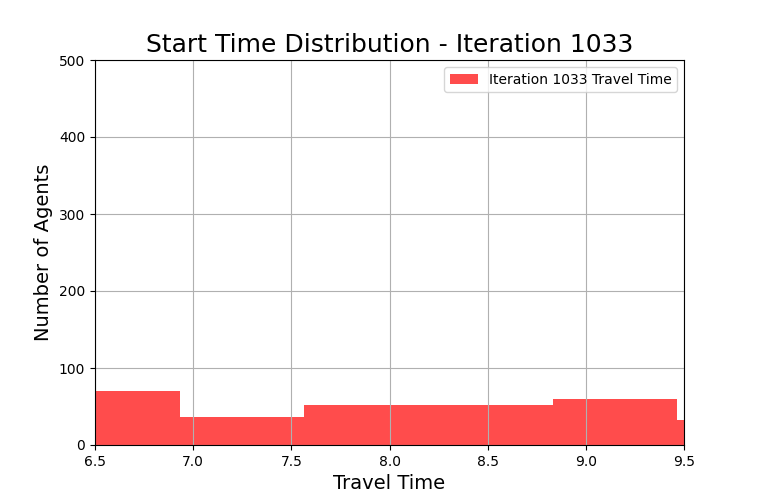 Start Time Distribution - Iteration 1033
Iteration 1033 Travel Time
Number of Agents
500
400
300
200
100
0
6.5 7.0 7.5 8.0 8.5 9.0 9.5
Travel Time